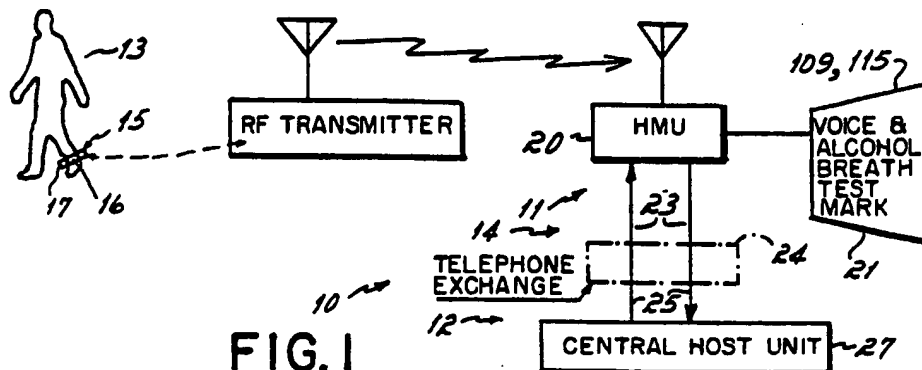 13
109, 115
RF TRANSMITTER
20
HMU
VOICE &
ALCOHOL
BREATH
TEST
MARK
15
17
16
11
23
14
24
21
TELEPHONE
EXCHANGE
10
25
12
FIG. 1
CENTRAL HOST UNIT
27